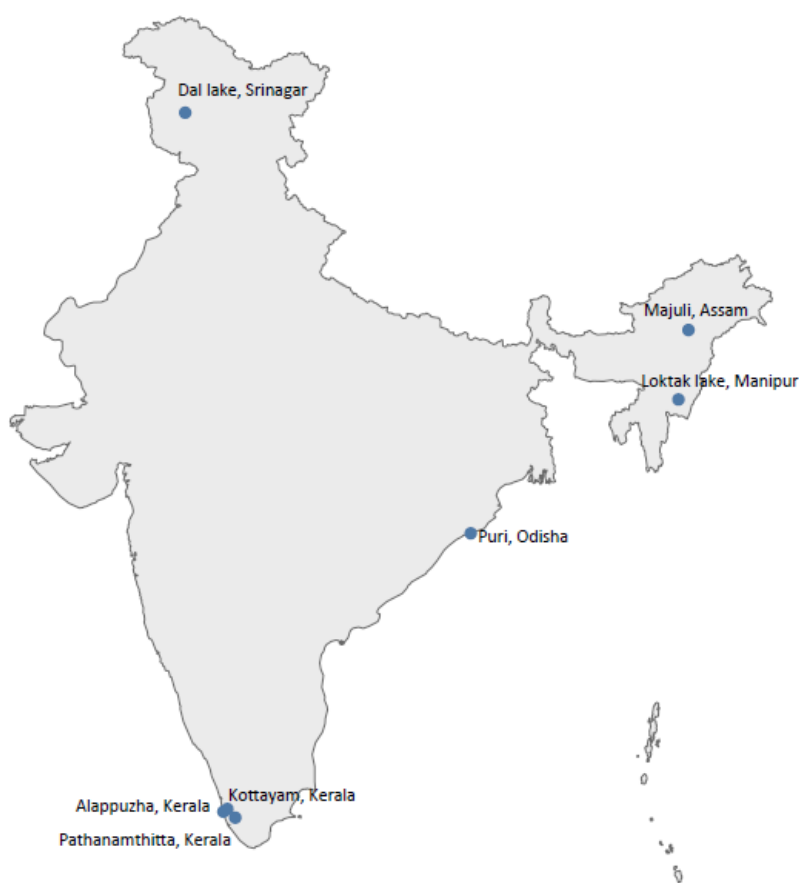 Dal lake, Srinagar
Majuli, Assam
Loktak lake, Manipur
Puri, Odisha
Kottayam, Kerala
Alappuzha, Kerala
Pathanamthitta, Kerala